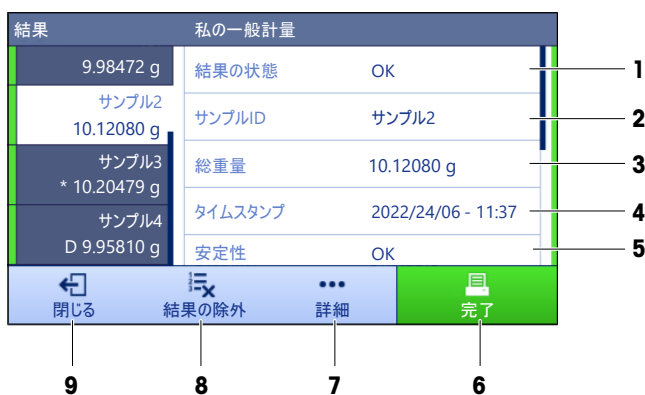 結果 私の一般計量
9.98472 g
サンプル2
10.12080 g
サンプル3
* 10.20479 g
サンプル4
D 9.95810 g
結果の状態 OK
サンプルID サンプル2
総重量 10.12080 g
タイムスタンプ 2022/24/06 - 11:37
安定性 OK
閉じる 結果の除外 詳細 完了
1
2
3
4
5
9 8 7 6